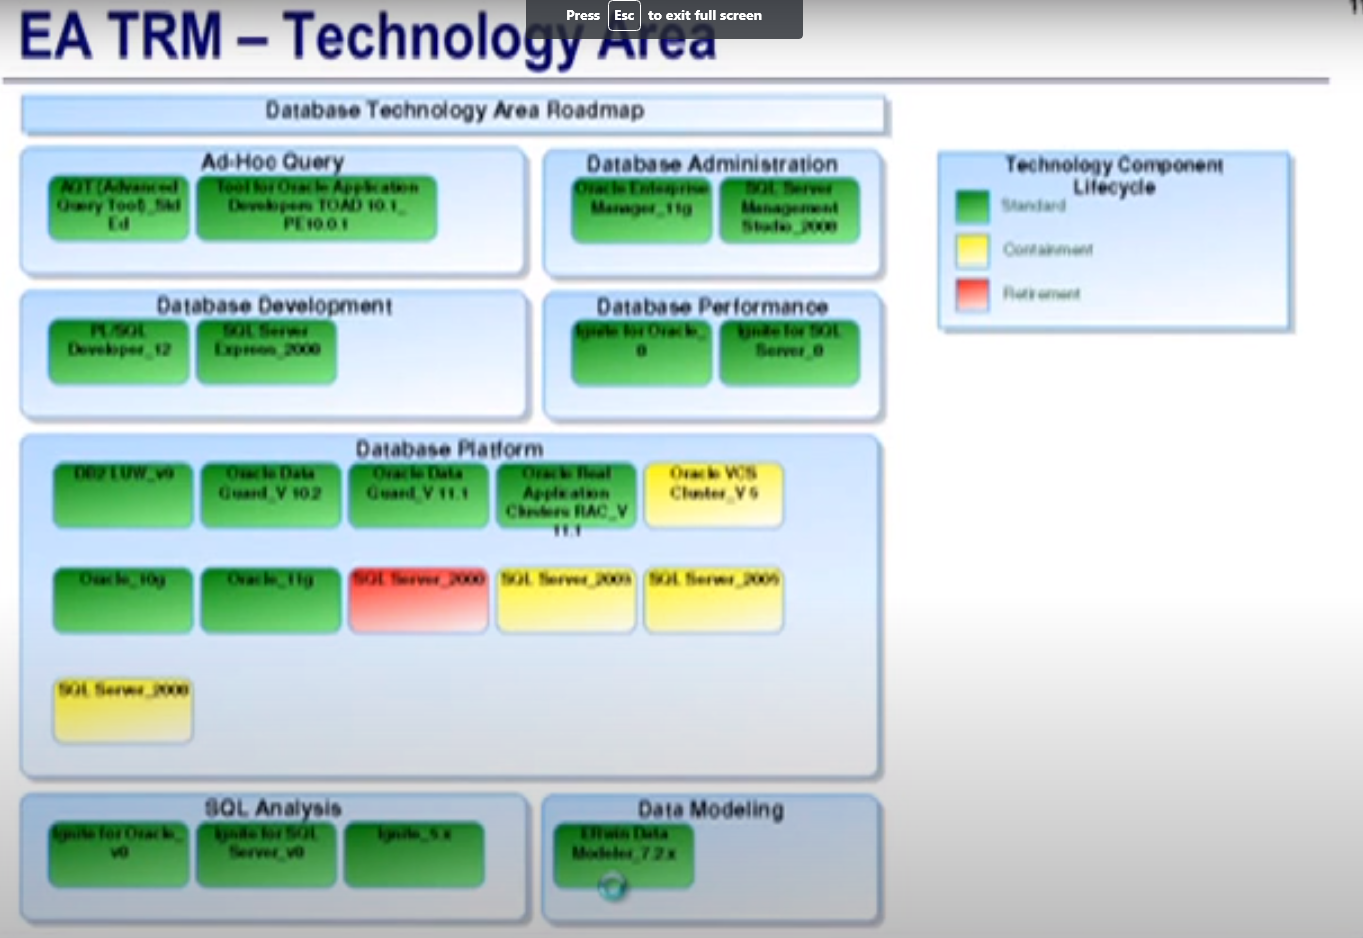 Press Esc to exit full screen
EA TRM – Technology Area
Database Technology Area Roadmap
Ad-Hoc Query
AQT (Advanced
Query Tool)_Std
Ed
Tool for Oracle Application
Developers TOAD 10.1_
PE10.0.1
Database Administration
Oracle Enterprise
Manager_11g
SQL Server
Management
Studio_2008
Technology Component
Lifecycle
Standard
Containment
Retirement
Database Development
PL/SQL
Developer_12
SQL Server
Express_2008
Database Performance
Ignite for Oracle_
8
Ignite for SQL
Server_8
Database Platform
DB2 LUW_v9
Oracle Data
Guard_V 10.2
Oracle Data
Guard_V 11.1
Oracle Real
Application
Clusters RAC_V
11.1
Oracle VCS
Cluster_V 5
Oracle_10g
Oracle_11g
SQL Server_2000
SQL Server_2005
SQL Server_2008
SQL Analysis
Ignite for Oracle_
v8
Ignite for SQL
Server_v8
Ignite_5.x
Data Modeling
ERwin Data
Modeler_7.2.x